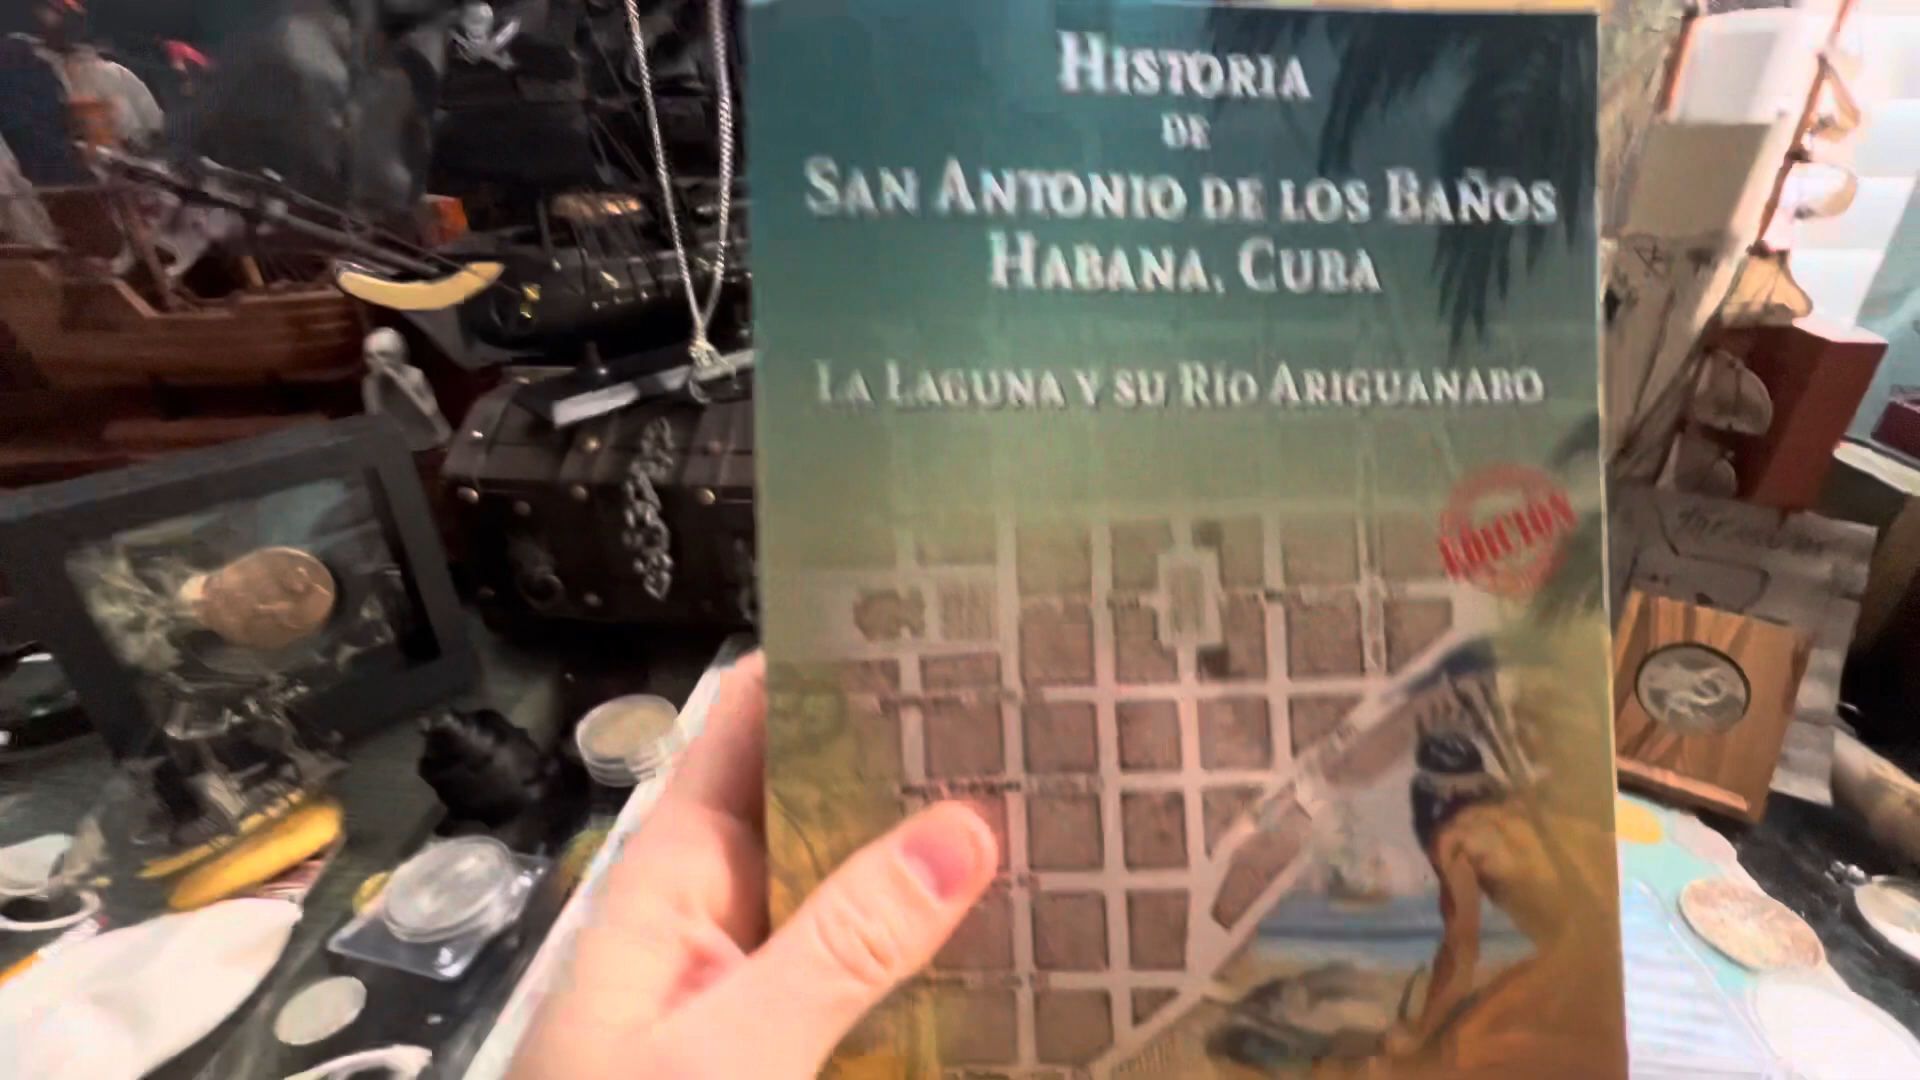 HISTORIA
DE
SAN ANTONIO DE LOS BAÑOS
HABANA, CUBA
LA LAGUNA Y SU RÍO ARIGUANABO
EDICIÓN